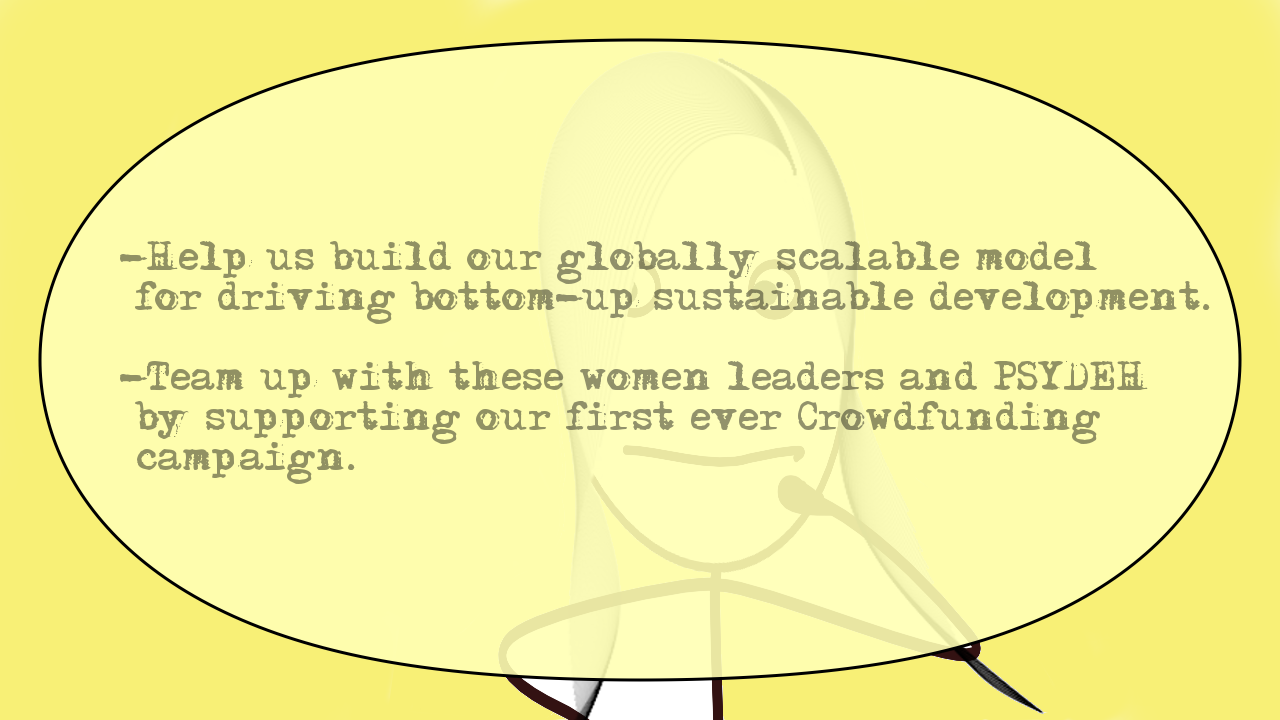 -Help us build our globally scalable model
for driving bottom-up sustainable development.
-Team up with these women leaders and PSYDEH
by supporting our first ever Crowdfunding
campaign.